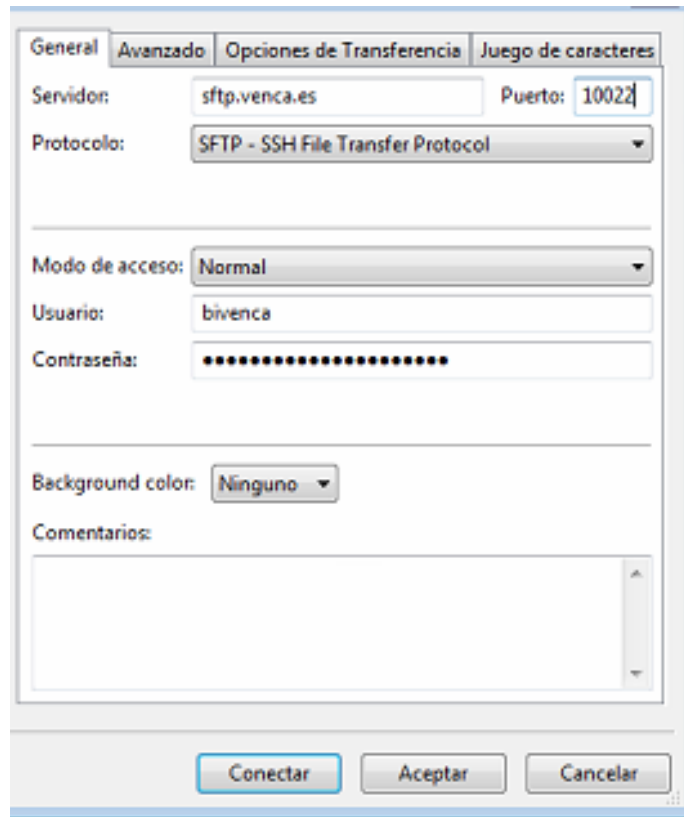 General Avanzado Opciones de Transferencia Juego de caracteres
Servidor: sftp.venca.es Puerto: 10022
Protocolo: SFTP - SSH File Transfer Protocol
Modo de acceso: Normal
Usuario: bivenca
Contraseña: ●●●●●●●●●●●●●●●●●●●●●
Background color: Ninguno
Comentarios:
Conectar Aceptar Cancelar